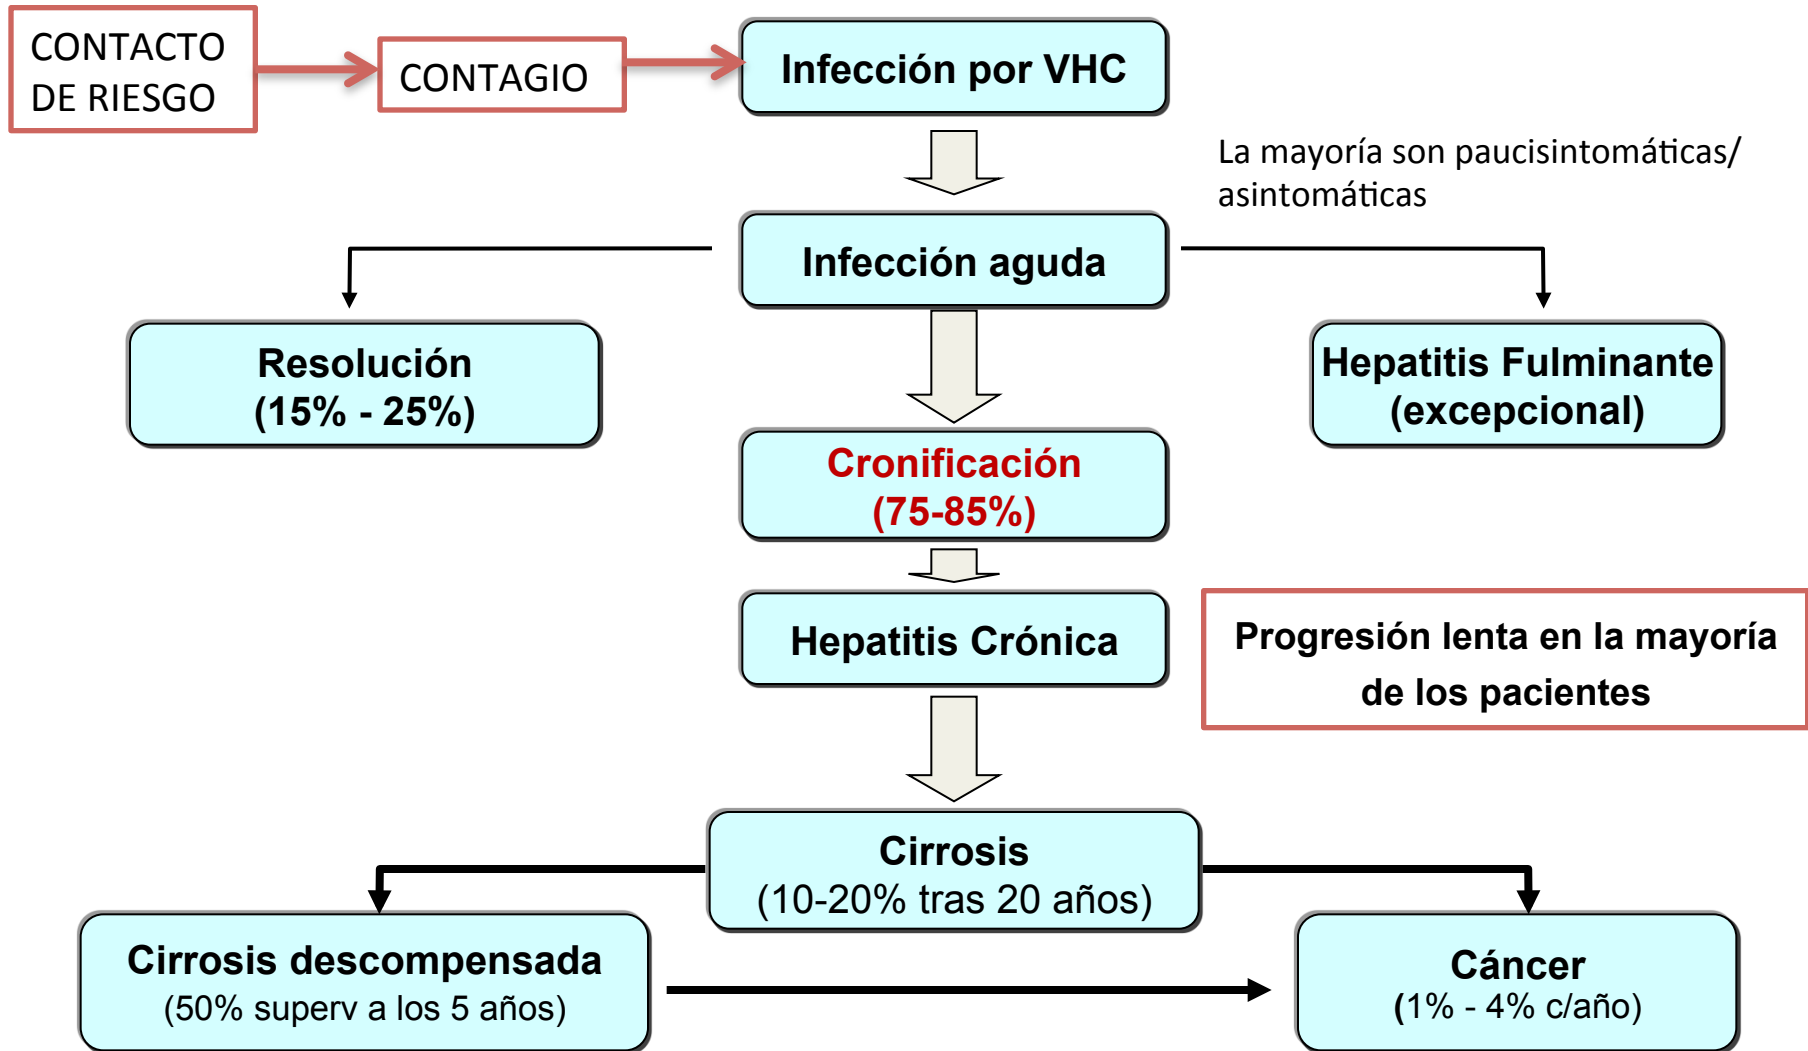 CONTACTO
DE RIESGO
CONTAGIO
Infección por VHC
La mayoría son paucisintomáticas/
asintomáticas
Infección aguda
Resolución
(15% - 25%)
Hepatitis Fulminante
(excepcional)
Cronificación
(75-85%)
Hepatitis Crónica
Progresión lenta en la mayoría
de los pacientes
Cirrosis
(10-20% tras 20 años)
Cirrosis descompensada
(50% superv a los 5 años)
Cáncer
(1% - 4% c/año)